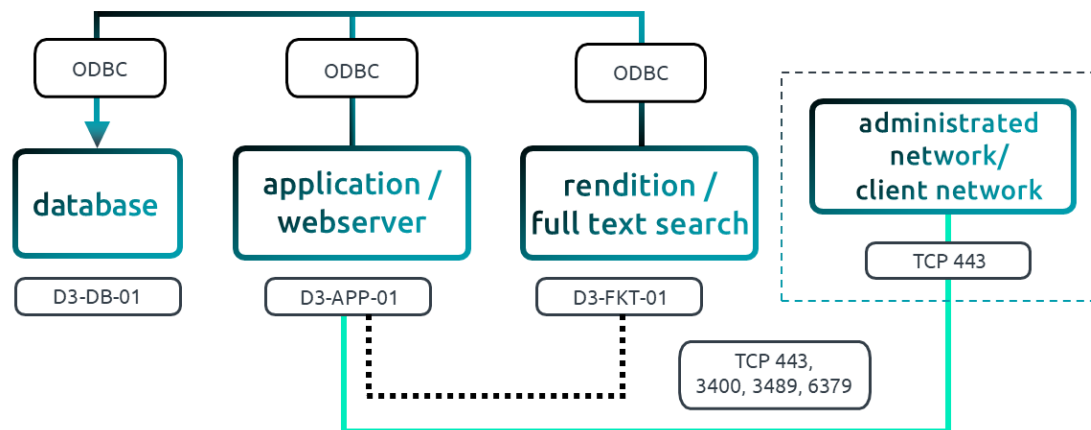 ODBC
ODBC
ODBC
database
application /
webserver
rendition /
full text search
administrated
network/
client network
TCP 443
D3-DB-01
D3-APP-01
D3-FKT-01
TCP 443,
3400, 3489, 6379